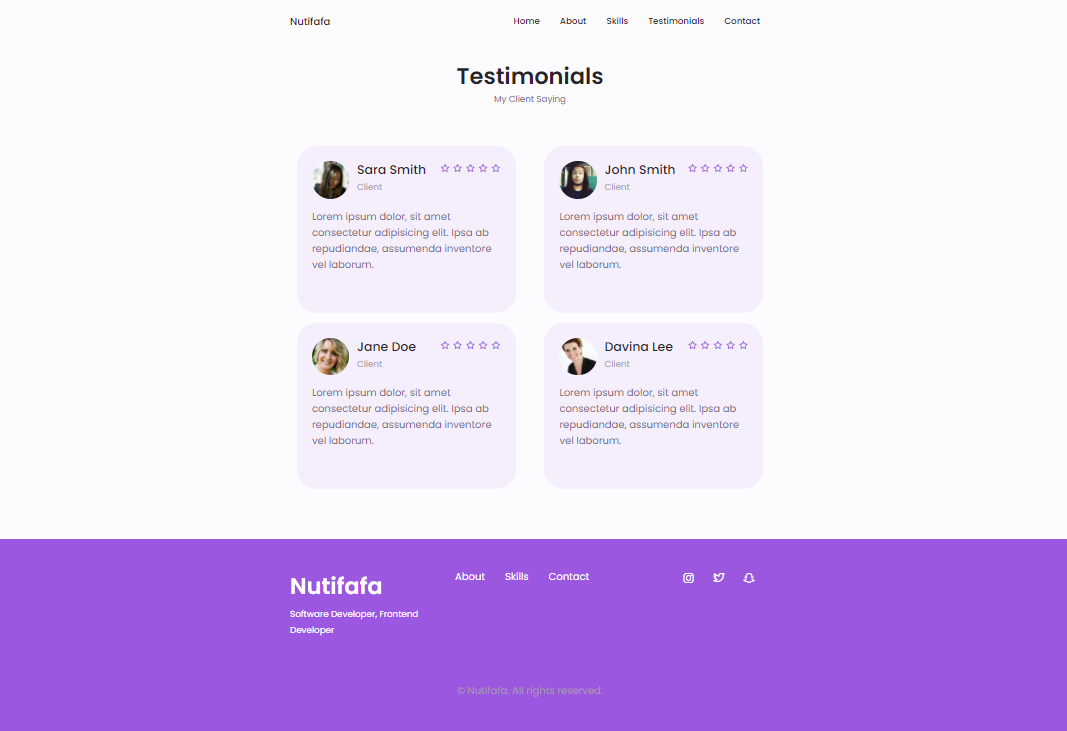 Nutifafa
Home About Skills Testimonials Contact
Testimonials
My Client Saying
Sara Smith
Client
Lorem ipsum dolor, sit amet
consectetur adipisicing elit. Ipsa ab
repudiandae, assumenda inventore
vel laborum.
John Smith
Client
Lorem ipsum dolor, sit amet
consectetur adipisicing elit. Ipsa ab
repudiandae, assumenda inventore
vel laborum.
Jane Doe
Client
Lorem ipsum dolor, sit amet
consectetur adipisicing elit. Ipsa ab
repudiandae, assumenda inventore
vel laborum.
Davina Lee
Client
Lorem ipsum dolor, sit amet
consectetur adipisicing elit. Ipsa ab
repudiandae, assumenda inventore
vel laborum.
Nutifafa
Software Developer, Frontend
Developer
About Skills Contact
© Nutifafa. All rights reserved.